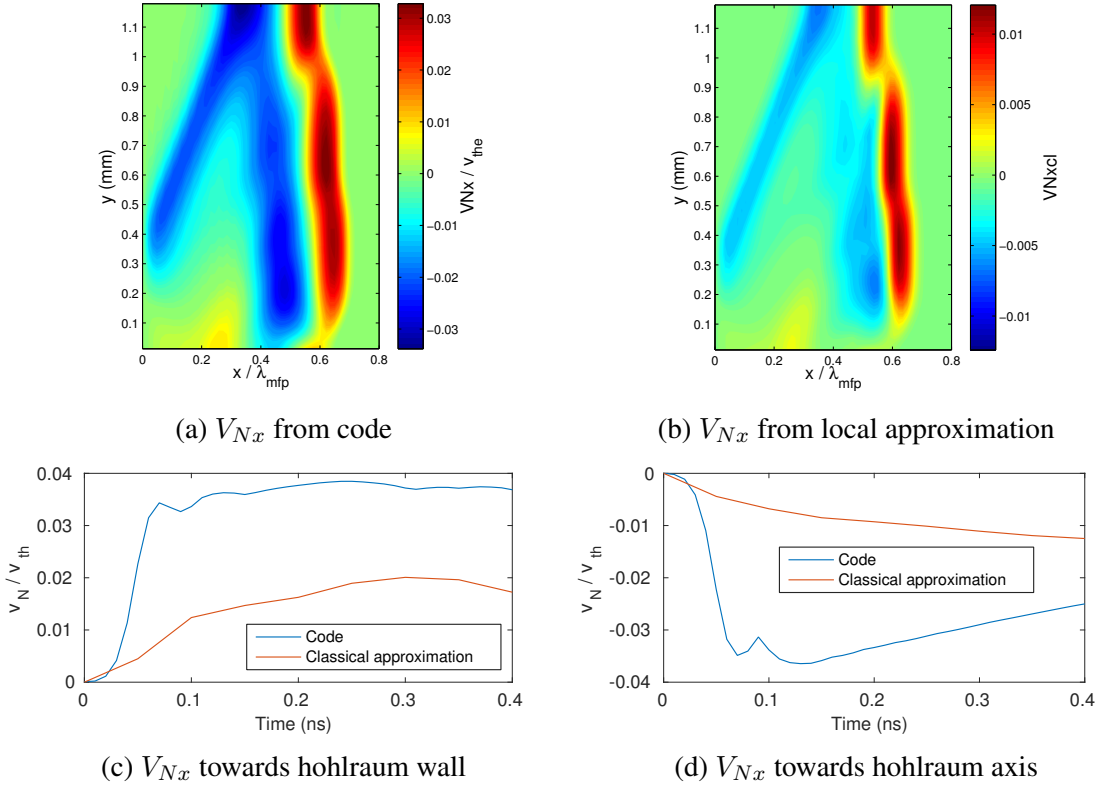 1.1
1
0.9
0.8
0.7
0.6
0.5
0.4
0.3
0.2
0.1
y (mm)
0 0.2 0.4 0.6 0.8
x / λmfp
0.03
0.02
0.01
0
−0.01
−0.02
−0.03
VNx / vthe
1.1
1
0.9
0.8
0.7
0.6
0.5
0.4
0.3
0.2
0.1
y (mm)
0 0.2 0.4 0.6 0.8
x / λmfp
0.01
0.005
0
−0.005
−0.01
VNxcl
(a) VNx from code
(b) VNx from local approximation
0.04
0.03
0.02
0.01
0
vN / vth
Code
Classical approximation
0 0.1 0.2 0.3 0.4
Time (ns)
0
-0.01
-0.02
-0.03
-0.04
vN / vth
Code
Classical approximation
0 0.1 0.2 0.3 0.4
Time (ns)
(c) VNx towards hohlraum wall
(d) VNx towards hohlraum axis